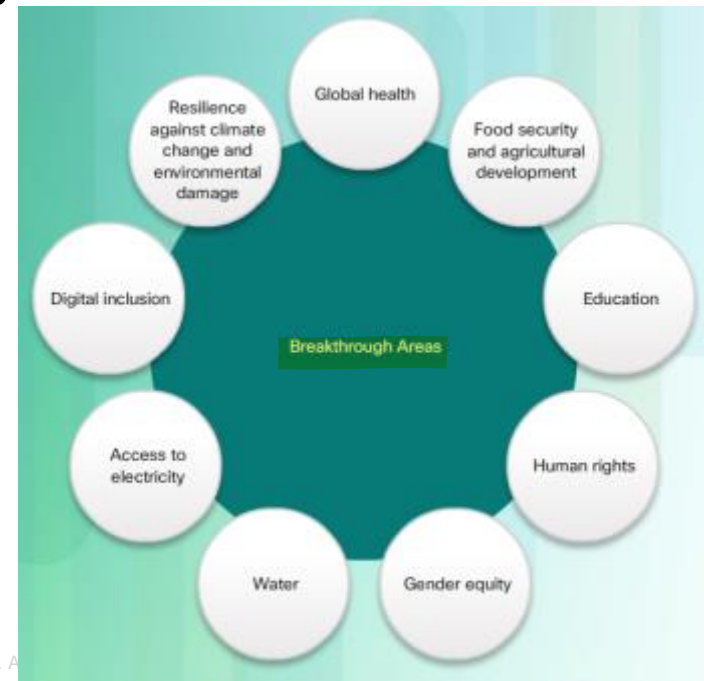 Global health
Resilience
against climate
change and
environmental
damage
Food security
and agricultural
development
Digital inclusion
Education
Breakthrough Areas
Access to
electricity
Human rights
Water
Gender equity
A